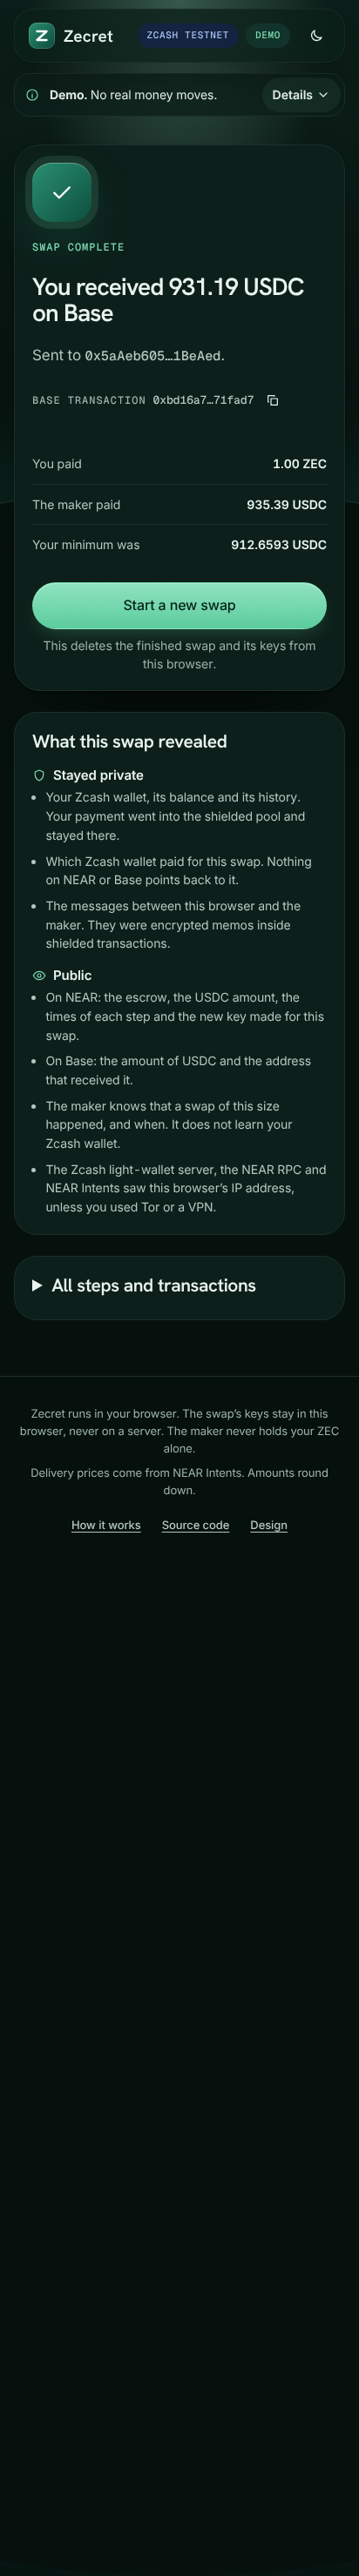 Z Zecret ZCASH TESTNET DEMO
Demo. No real money moves. Details
SWAP COMPLETE
You received 931.19 USDC
on Base
Sent to 0x5aAeb605…1BeAed.
BASE TRANSACTION 0xbd16a7…71fad7
You paid 1.00 ZEC
The maker paid 935.39 USDC
Your minimum was 912.6593 USDC
Start a new swap
This deletes the finished swap and its keys from
this browser.
What this swap revealed
Stayed private
• Your Zcash wallet, its balance and its history.
Your payment went into the shielded pool and
stayed there.
• Which Zcash wallet paid for this swap. Nothing
on NEAR or Base points back to it.
• The messages between this browser and the
maker. They were encrypted memos inside
shielded transactions.
Public
• On NEAR: the escrow, the USDC amount, the
times of each step and the new key made for this
swap.
• On Base: the amount of USDC and the address
that received it.
• The maker knows that a swap of this size
happened, and when. It does not learn your
Zcash wallet.
• The Zcash light-wallet server, the NEAR RPC and
NEAR Intents saw this browser's IP address,
unless you used Tor or a VPN.
All steps and transactions
Zecret runs in your browser. The swap's keys stay in this
browser, never on a server. The maker never holds your ZEC
alone.
Delivery prices come from NEAR Intents. Amounts round
down.
How it works Source code Design